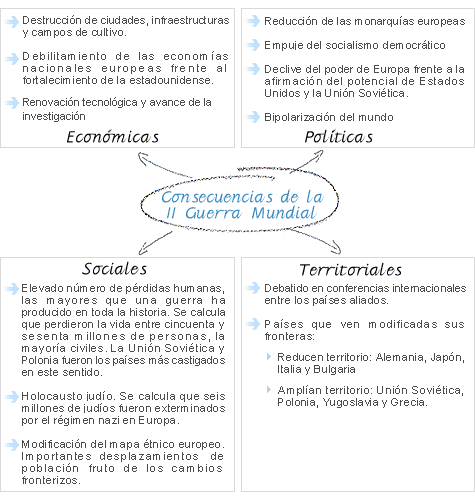 Destrucción de ciudades, infraestructuras
y campos de cultivo.
Debilitamiento de las economías
nacionales europeas frente al
fortalecimiento de la estadounidense.
Renovación tecnológica y avance de la
investigación
Económicas
Reducción de las monarquías europeas
Empuje del socialismo democrático
Declive del poder de Europa frente a la
afirmación del potencial de Estados
Unidos y la Unión Soviética.
Bipolarización del mundo
Políticas
Consecuencias de la
II Guerra Mundial
Sociales
Elevado número de pérdidas humanas,
las mayores que una guerra ha
producido en toda la historia. Se calcula
que perdieron la vida entre cincuenta y
sesenta millones de personas, la
mayoría civiles. La Unión Soviética y
Polonia fueron los países más castigados
en este sentido.
Holocausto judío. Se calcula que seis
millones de judíos fueron exterminados
por el régimen nazi en Europa.
Modificación del mapa étnico europeo.
Importantes desplazamientos de
población fruto de los cambios
fronterizos.
Territoriales
Debatido en conferencias internacionales
entre los países aliados.
Países que ven modificadas sus
fronteras:
Reducen territorio: Alemania, Japón,
Italia y Bulgaria
Amplían territorio: Unión Soviética,
Polonia, Yugoslavia y Grecia.